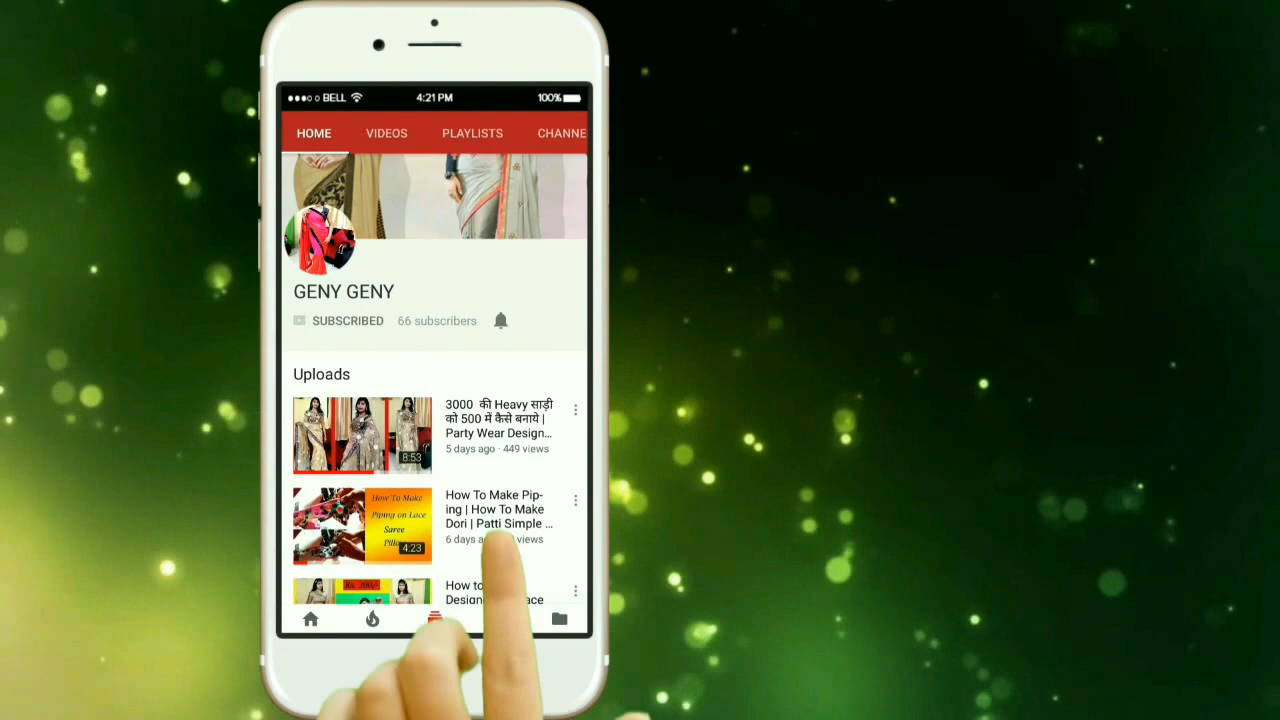 BELL
4:21 PM
100%
HOME
VIDEOS
PLAYLISTS
CHANNE
GENY GENY
SUBSCRIBED
66 subscribers
Uploads
3000 की Heavy साड़ी
को 500 में कैसे बनाये |
Party Wear Design...
5 days ago · 449 views
8:53
How To Make Pip-
ing | How To Make
Dori | Patti Simple ...
6 days a
views
How To Make
Piping on Lace
Saree
4:23
How to
Design
ace